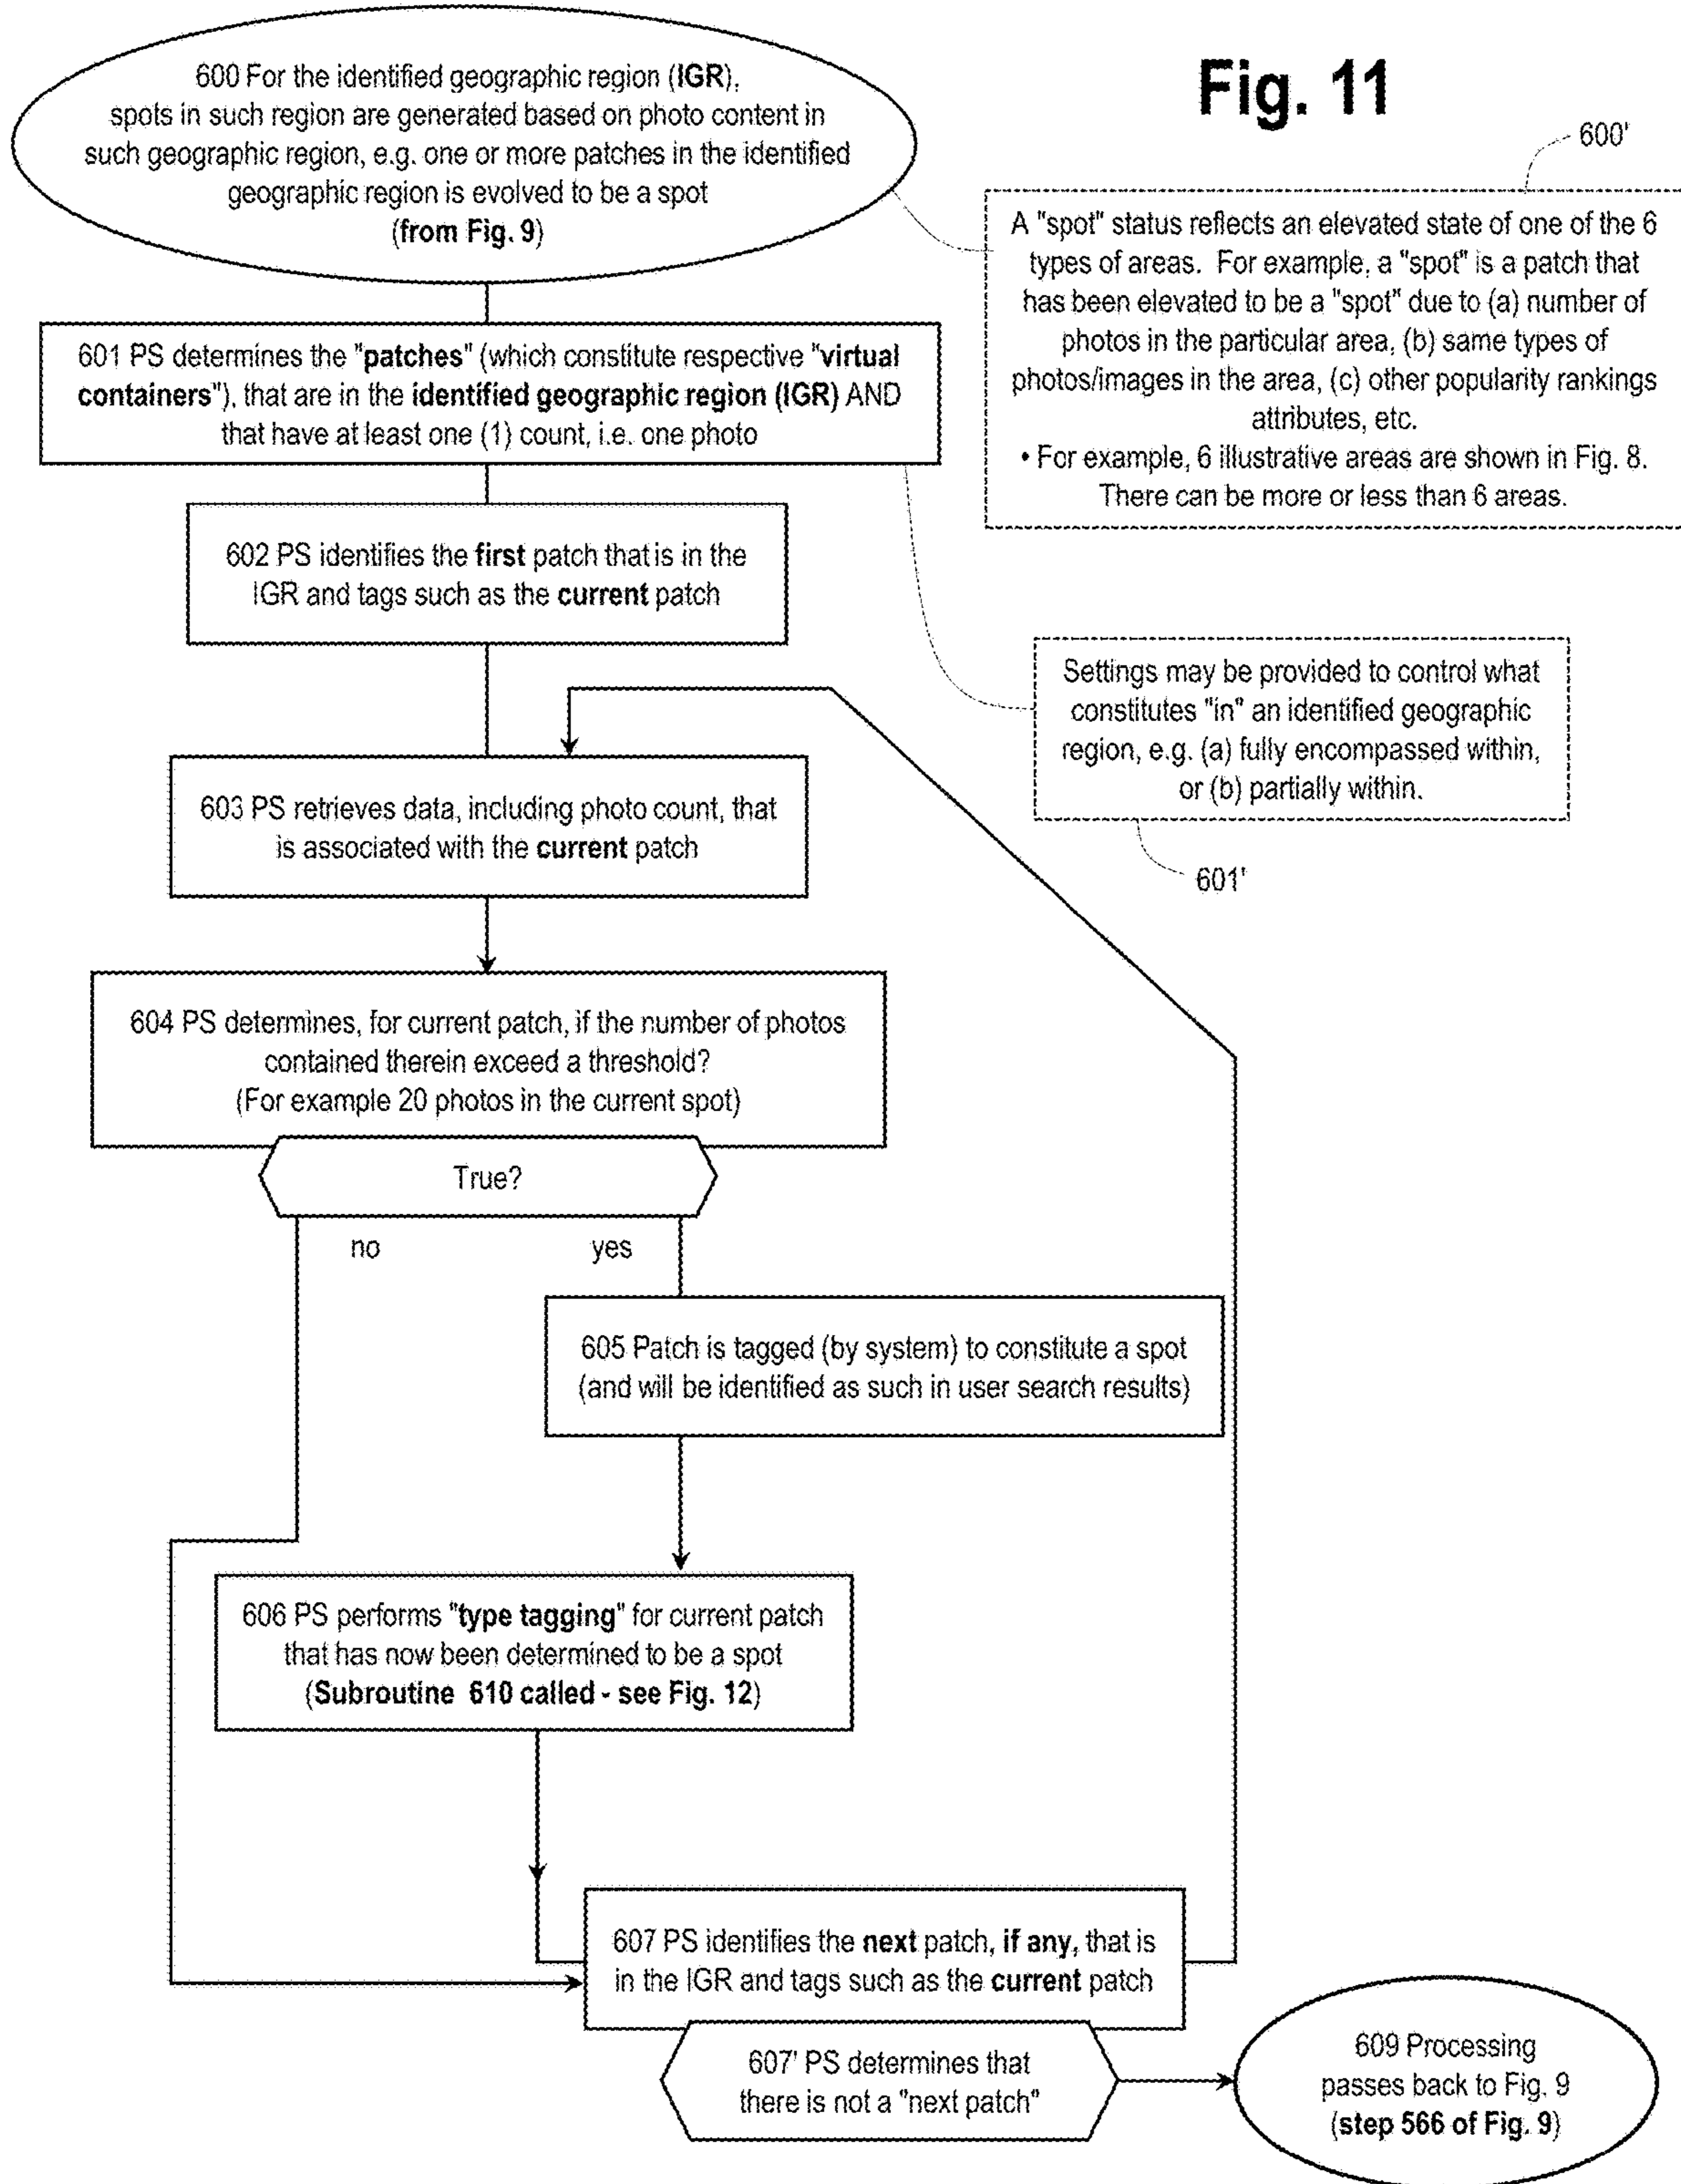 Fig. 11
600 For the identified geographic region (IGR),
spots in such region are generated based on photo content in
such geographic region, e.g. one or more patches in the identified
geographic region is evolved to be a spot
(from Fig. 9)
600'
A "spot" status reflects an elevated state of one of the 6
types of areas. For example, a "spot" is a patch that
has been elevated to be a "spot" due to (a) number of
photos in the particular area, (b) same types of
photos/images in the area, (c) other popularity rankings
attributes, etc.
• For example, 6 illustrative areas are shown in Fig. 8.
There can be more or less than 6 areas.
601 PS determines the "patches" (which constitute respective "virtual
containers"), that are in the identified geographic region (IGR) AND
that have at least one (1) count, i.e. one photo
602 PS identifies the first patch that is in the
IGR and tags such as the current patch
Settings may be provided to control what
constitutes "in" an identified geographic
region, e.g. (a) fully encompassed within,
or (b) partially within.
601'
603 PS retrieves data, including photo count, that
is associated with the current patch
604 PS determines, for current patch, if the number of photos
contained therein exceed a threshold?
(For example 20 photos in the current spot)
True?
no
yes
605 Patch is tagged (by system) to constitute a spot
(and will be identified as such in user search results)
606 PS performs "type tagging" for current patch
that has now been determined to be a spot
(Subroutine 610 called - see Fig. 12)
607 PS identifies the next patch, if any, that is
in the IGR and tags such as the current patch
607' PS determines that
there is not a "next patch"
609 Processing
passes back to Fig. 9
(step 566 of Fig. 9)